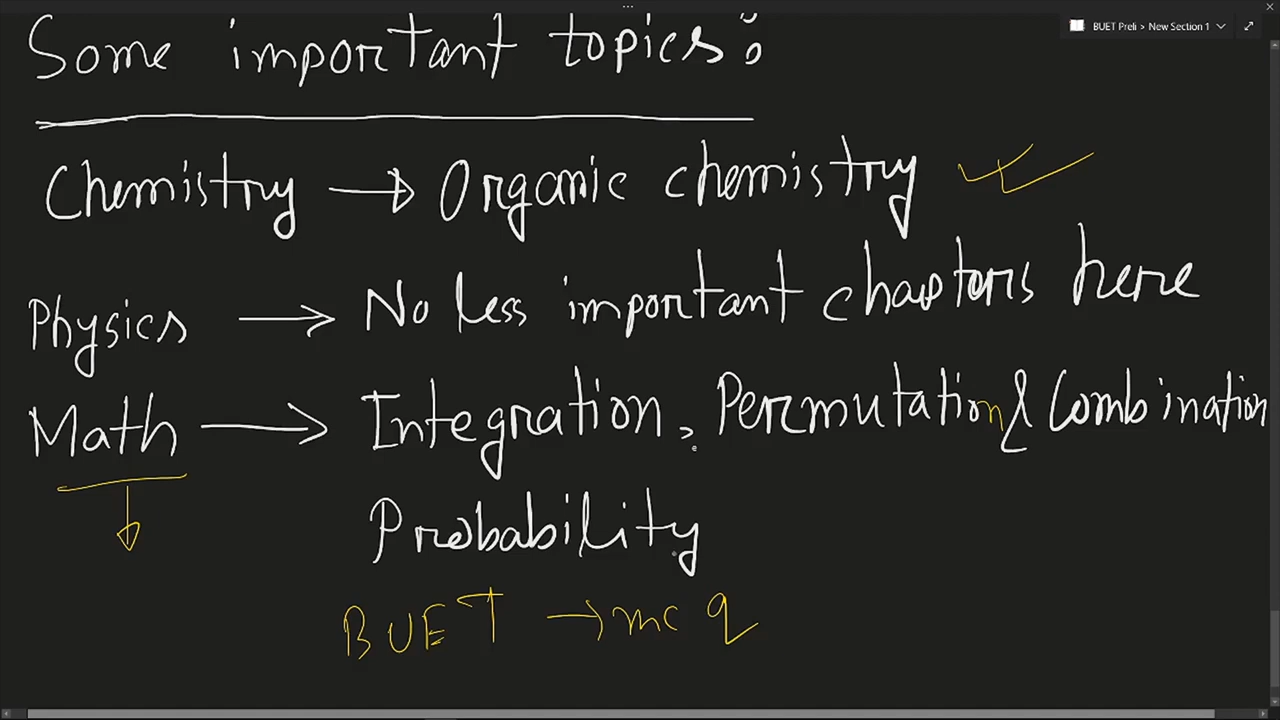 BUET Preli > New Section 1
Some important topics:
Chemistry → Organic chemistry
Physics → No less important chapters here
Math → Integration, Permutation & Combination
Probability
BUET → mcq